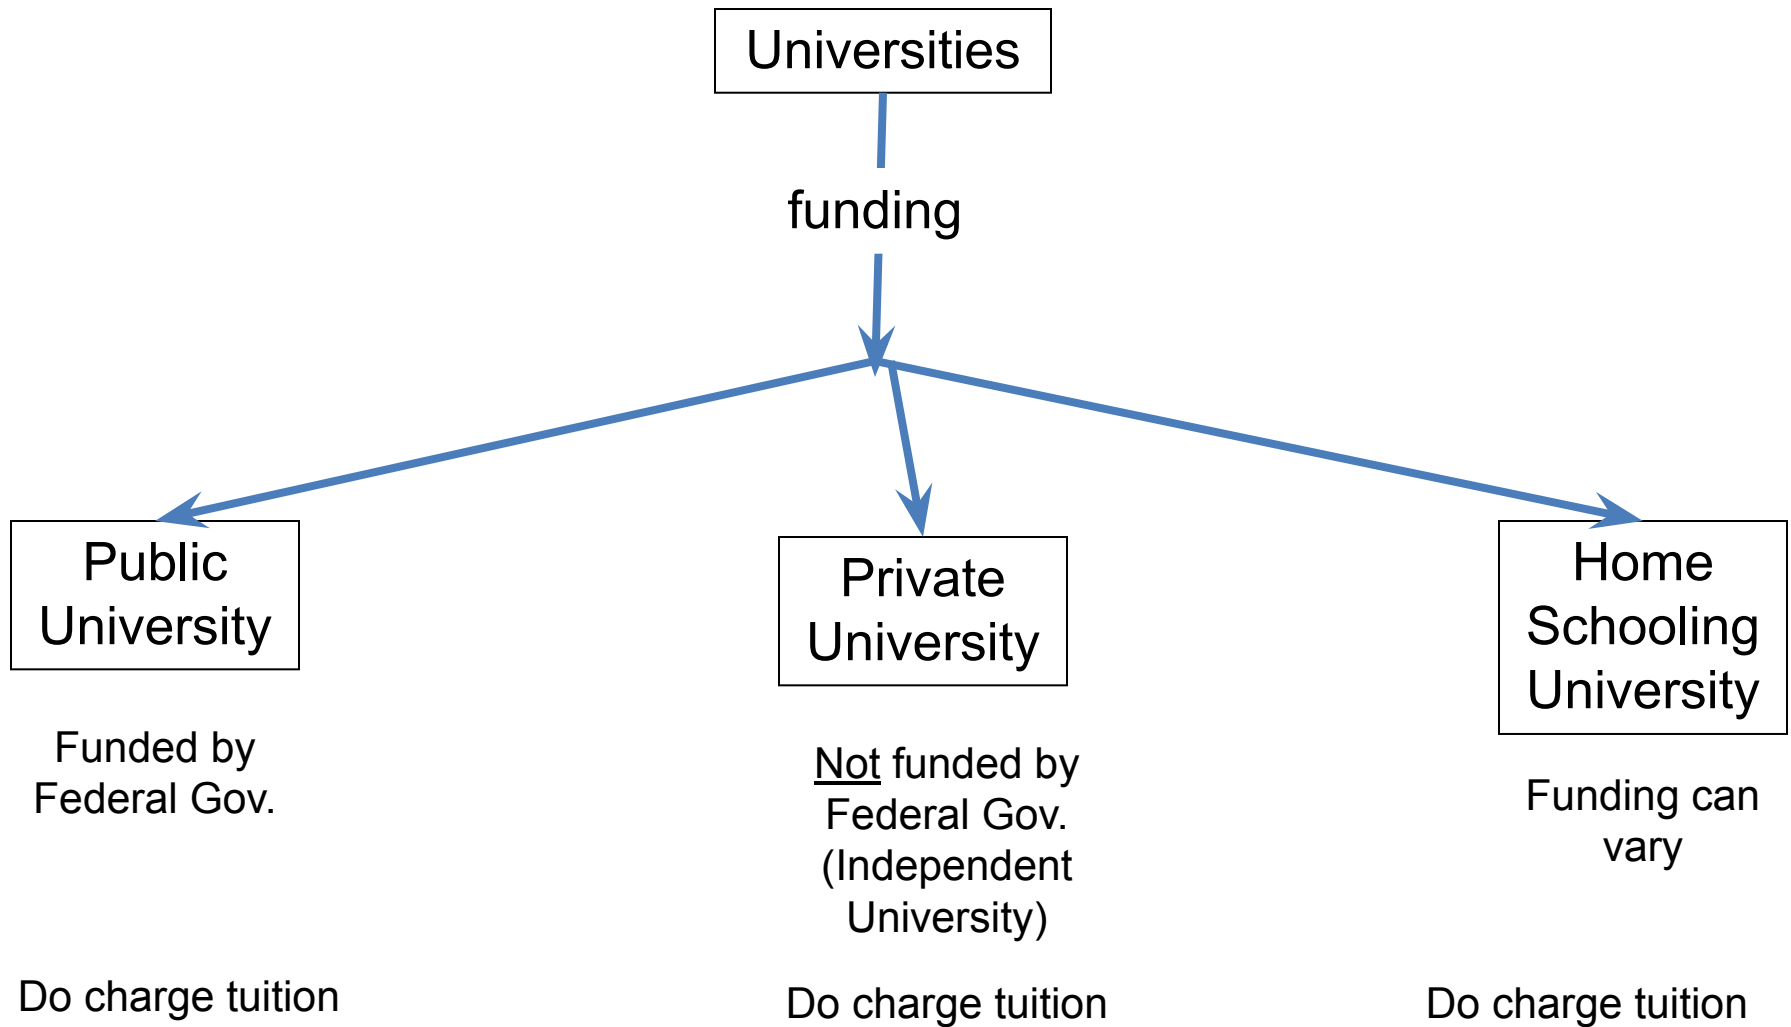 Universities
funding
Public
University
Funded by
Federal Gov.
Do charge tuition
Private
University
Not funded by
Federal Gov.
(Independent
University)
Do charge tuition
Home
Schooling
University
Funding can
vary
Do charge tuition